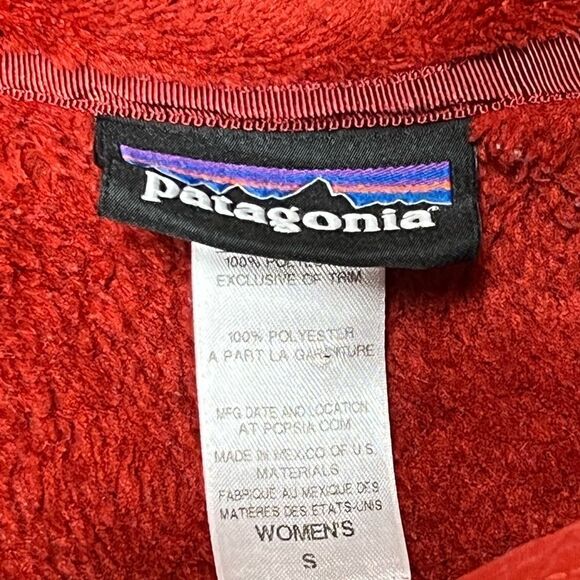 patagonia
100%
EXCLUSIVE OF TRIM
100% POLYESTER
A PART LA GARNITURE
MFG DATE AND LOCATION
AT PCPSIA.COM
MADE IN MEXICO OF U.S.
MATERIALS
FABRIQUE AU MEXIQUE DES
MATIERES DES ETATS-UNIS
WOMEN'S
S